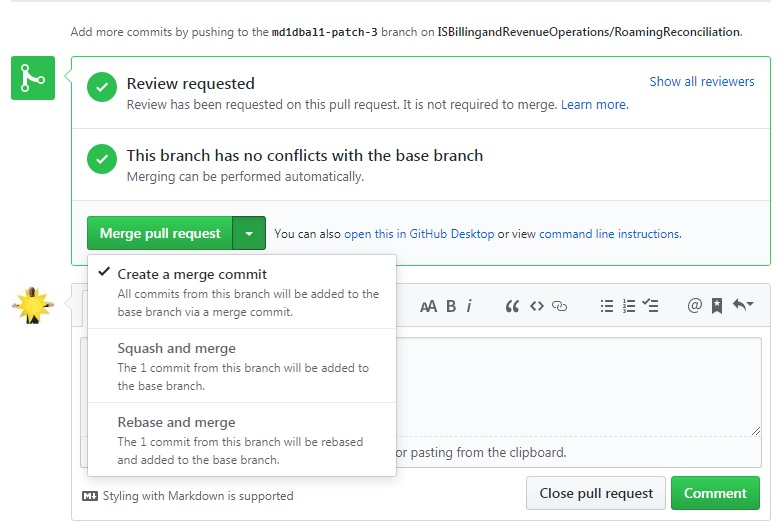 Add more commits by pushing to the md1dball-patch-3 branch on ISBillingandRevenueOperations/RoamingReconciliation.
Review requested
Show all reviewers
Review has been requested on this pull request. It is not required to merge. Learn more.
This branch has no conflicts with the base branch
Merging can be performed automatically.
Merge pull request
You can also open this in GitHub Desktop or view command line instructions.
Create a merge commit
All commits from this branch will be added to the
base branch via a merge commit.
AA B i
Squash and merge
The 1 commit from this branch will be added to
the base branch.
Rebase and merge
The 1 commit from this branch will be rebased
and added to the base branch.
or pasting from the clipboard.
Styling with Markdown is supported
Close pull request
Comment